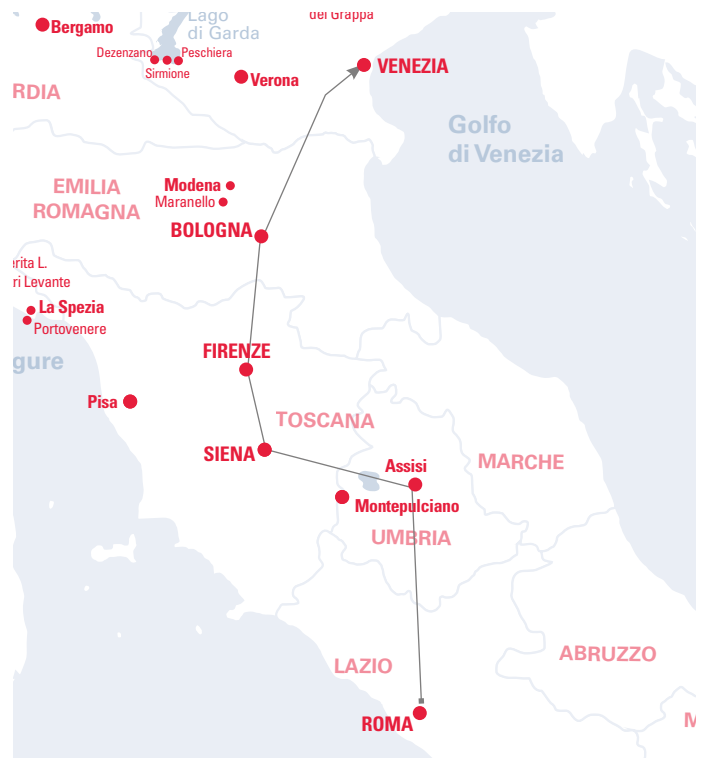 Lago
di Garda
del Grappa
Bergamo
Dezenzano
Peschiera
Sirmione
Verona
VENEZIA
RDIA
Golfo
di Venezia
EMILIA
ROMAGNA
Modena
Maranello
BOLOGNA
erita L.
ri Levante
La Spezia
Portovenere
gure
FIRENZE
Pisa
TOSCANA
SIENA
Assisi
MARCHE
Montepulciano
UMBRIA
LAZIO
ABRUZZO
ROMA
M